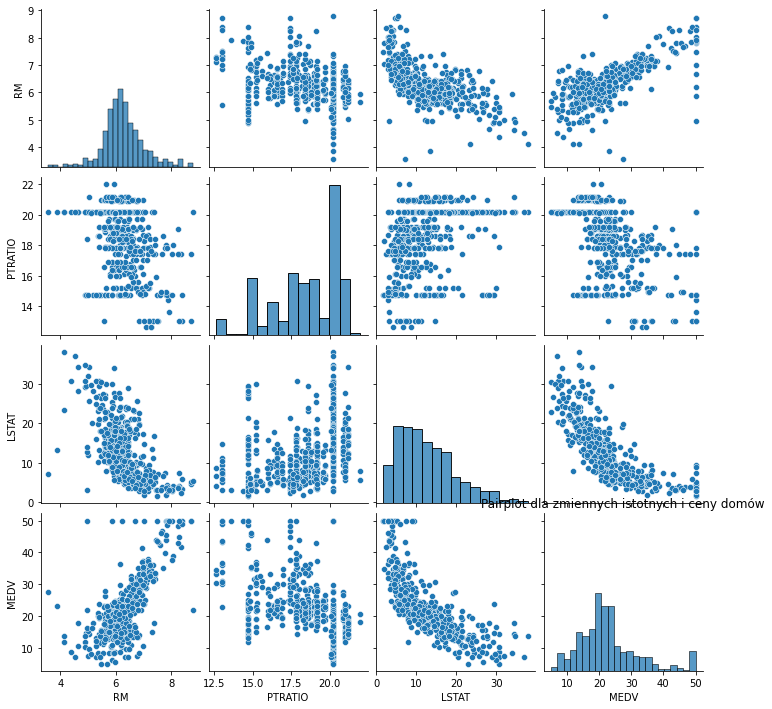 9
8
7
6
5
4
RM
22
20
18
16
14
PTRATIO
30
20
10
0
LSTAT
Pairplot dla zmiennych istotnych i ceny domów
50
40
30
20
10
MEDV
4 6 8
RM
12.5 15.0 17.5 20.0
PTRATIO
0 10 20 30
LSTAT
10 20 30 40 50
MEDV